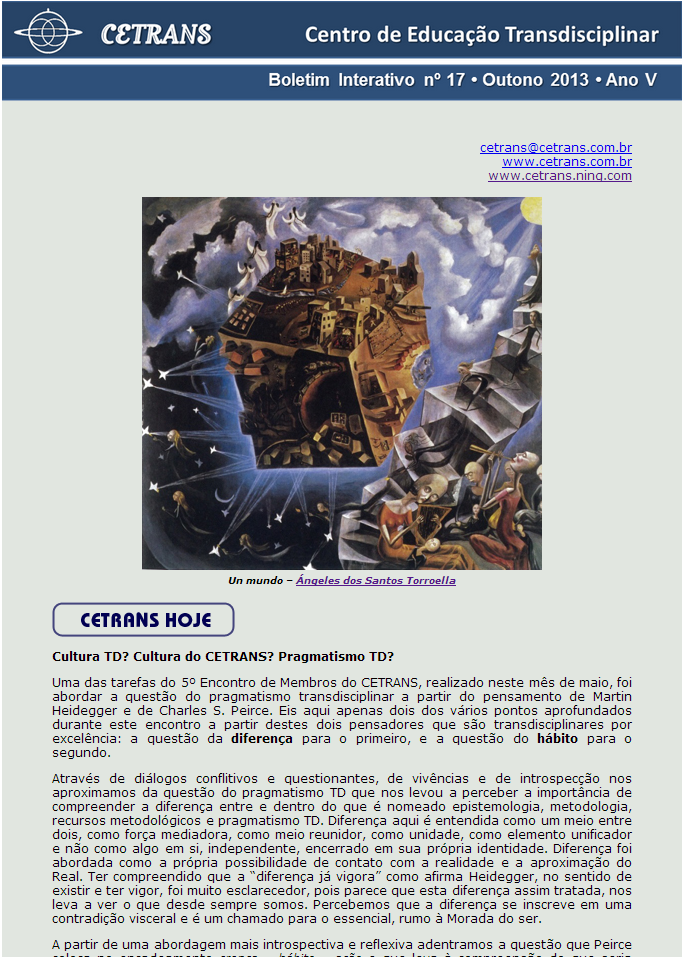 CETRANS Centro de Educação Transdisciplinar
Boletim Interativo nº 17 • Outono 2013 • Ano V
cetrans@cetrans.com.br
www.cetrans.com.br
www.cetrans.ning.com
Un mundo – Ángeles dos Santos Torroella
CETRANS HOJE
Cultura TD? Cultura do CETRANS? Pragmatismo TD?
Uma das tarefas do 5º Encontro de Membros do CETRANS, realizado neste mês de maio, foi
abordar a questão do pragmatismo transdisciplinar a partir do pensamento de Martin
Heidegger e de Charles S. Peirce. Eis aqui apenas dois dos vários pontos aprofundados
durante este encontro a partir destes dois pensadores que são transdisciplinares por
excelência: a questão da diferença para o primeiro, e a questão do hábito para o
segundo.
Através de diálogos conflitivos e questionantes, de vivências e de introspecção nos
aproximamos da questão do pragmatismo TD que nos levou a perceber a importância de
compreender a diferença entre e dentro do que é nomeado epistemologia, metodologia,
recursos metodológicos e pragmatismo TD. Diferença aqui é entendida como um meio entre
dois, como força mediadora, como meio reunidor, como unidade, como elemento unificador
e não como algo em si, independente, encerrado em sua própria identidade. Diferença foi
abordada como a própria possibilidade de contato com a realidade e a aproximação do
Real. Ter compreendido que a “diferença já vigora” como afirma Heidegger, no sentido de
existir e ter vigor, foi muito esclarecedor, pois parece que esta diferença assim tratada, nos
leva a ver o que desde sempre somos. Percebemos que a diferença se inscreve em uma
contradição visceral e é um chamado para o essencial, rumo à Morada do ser.
A partir de uma abordagem mais introspectiva e reflexiva adentramos a questão que Peirce